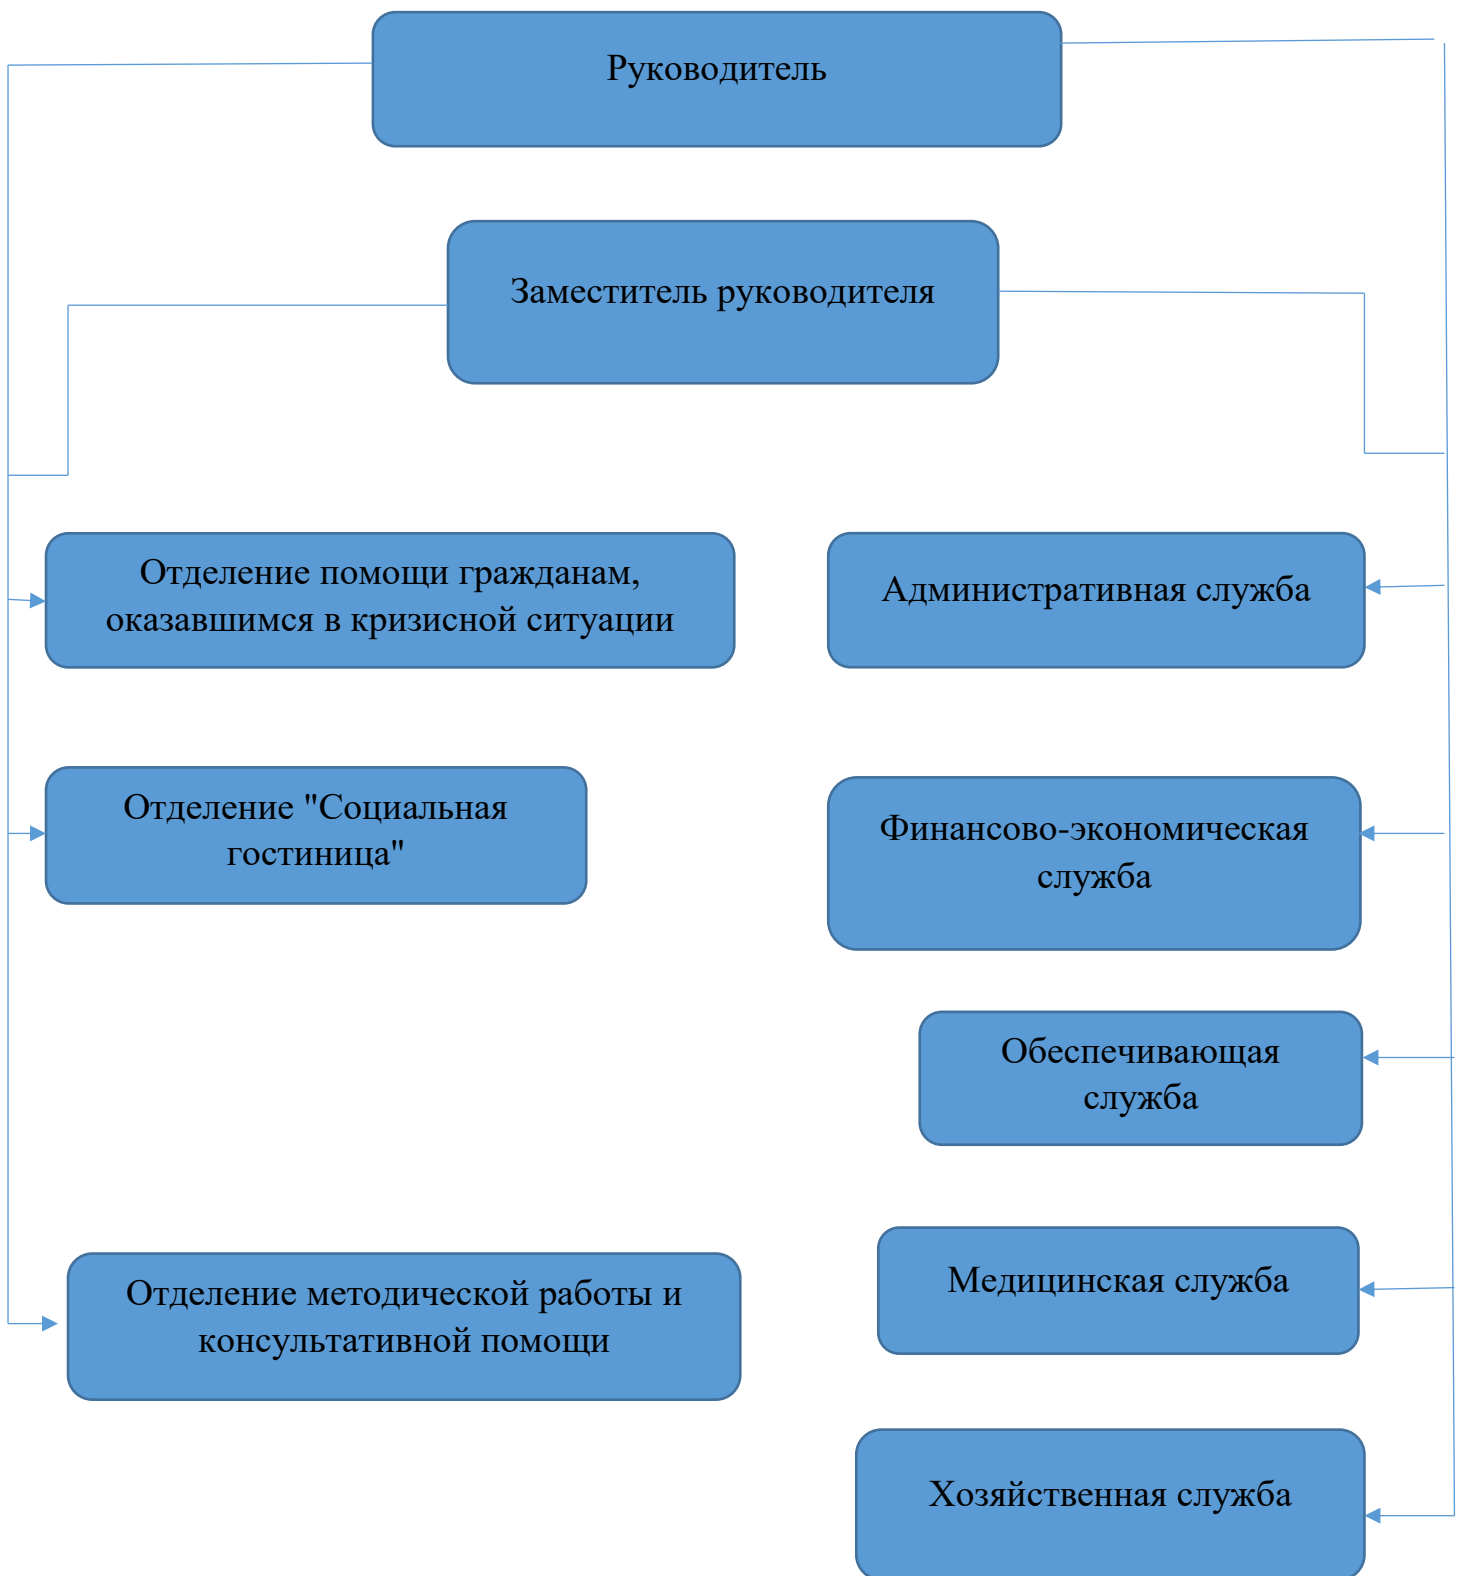 Руководитель
Заместитель руководителя
Отделение помощи гражданам,
оказавшимся в кризисной ситуации
Административная служба
Отделение "Социальная
гостиница"
Финансово-экономическая
служба
Обеспечивающая
служба
Медицинская служба
Отделение методической работы и
консультативной помощи
Хозяйственная служба